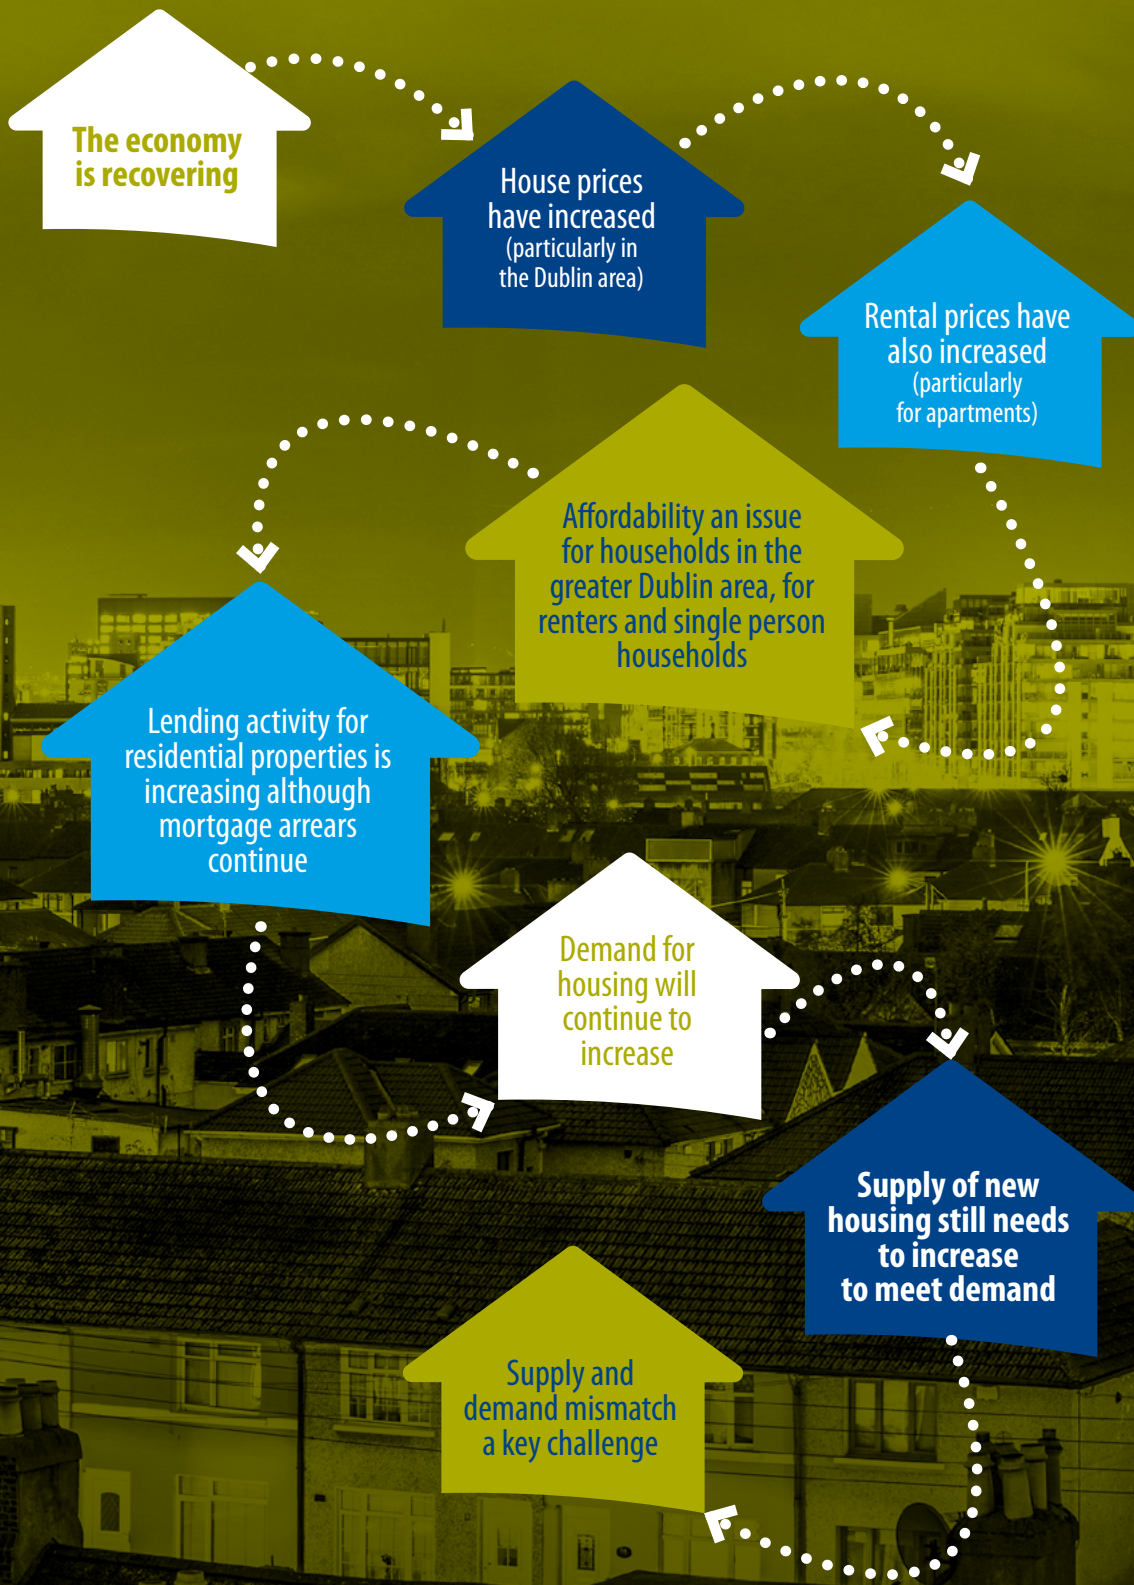 The economy
is recovering
House prices
have increased
(particularly in
the Dublin area)
Rental prices have
also increased
(particularly
for apartments)
Affordability an issue
for households in the
greater Dublin area, for
renters and single person
households
Lending activity for
residential properties is
increasing although
mortgage arrears
continue
Demand for
housing will
continue to
increase
Supply of new
housing still needs
to increase
to meet demand
Supply and
demand mismatch
a key challenge